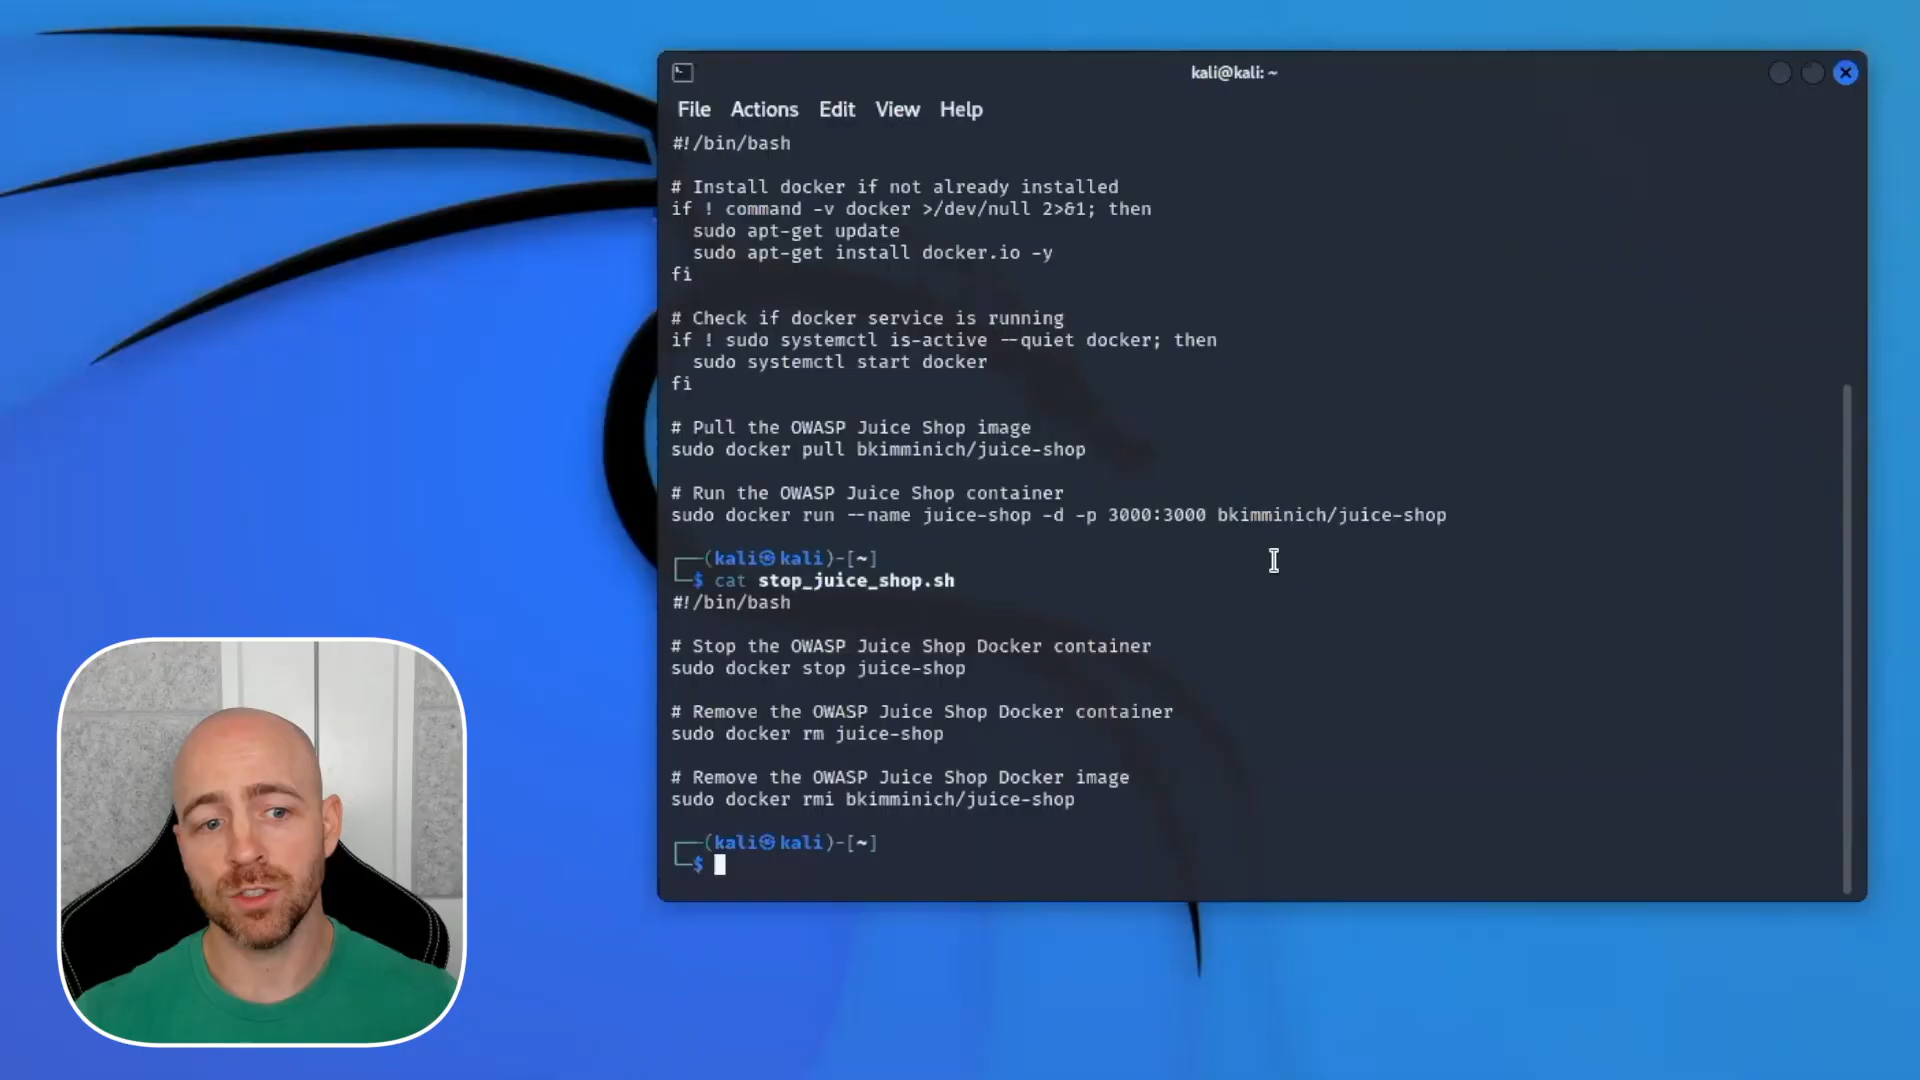 kali@kali: ~
File Actions Edit View Help
#!/bin/bash
# Install docker if not already installed
if ! command -v docker >/dev/null 2>&1; then
  sudo apt-get update
  sudo apt-get install docker.io -y
fi
# Check if docker service is running
if ! sudo systemctl is-active --quiet docker; then
  sudo systemctl start docker
fi
# Pull the OWASP Juice Shop image
sudo docker pull bkimminich/juice-shop
# Run the OWASP Juice Shop container
sudo docker run --name juice-shop -d -p 3000:3000 bkimminich/juice-shop
┌──(kali㉿kali)-[~]
└─$ cat stop_juice_shop.sh
#!/bin/bash
# Stop the OWASP Juice Shop Docker container
sudo docker stop juice-shop
# Remove the OWASP Juice Shop Docker container
sudo docker rm juice-shop
# Remove the OWASP Juice Shop Docker image
sudo docker rmi bkimminich/juice-shop
┌──(kali㉿kali)-[~]
└─$